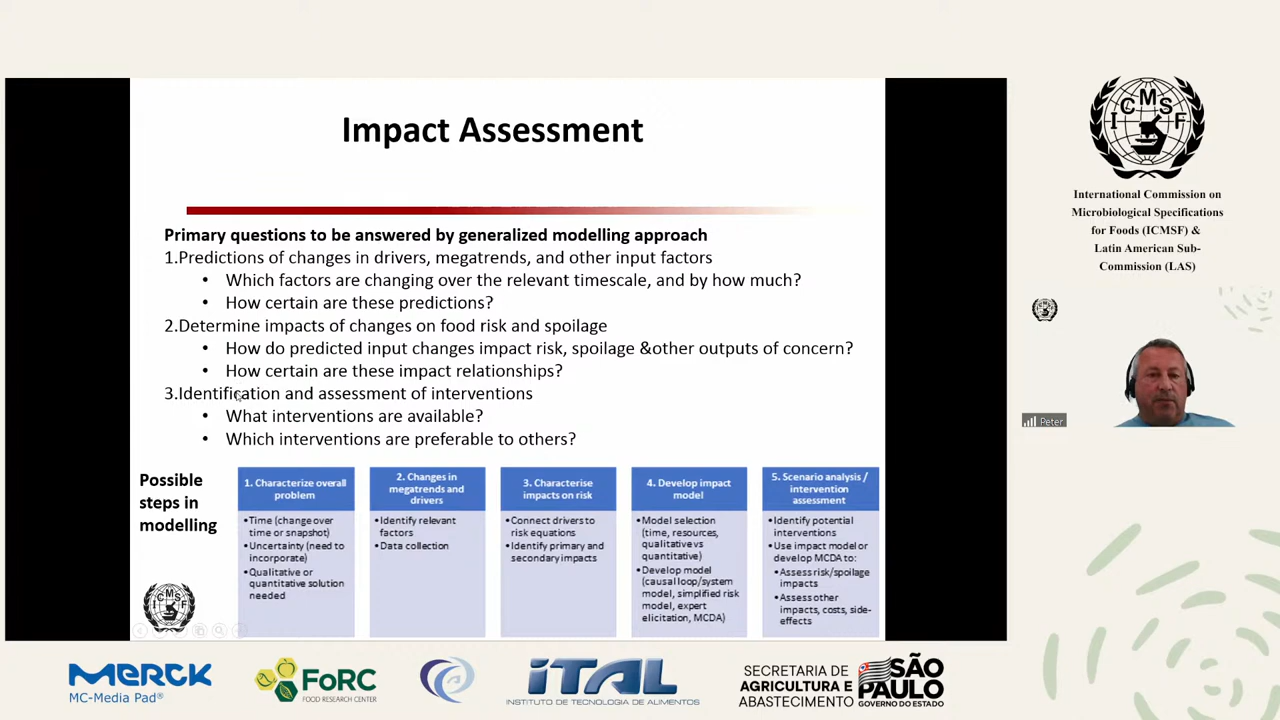 Impact Assessment
Primary questions to be answered by generalized modelling approach
1.Predictions of changes in drivers, megatrends, and other input factors
• Which factors are changing over the relevant timescale, and by how much?
• How certain are these predictions?
2.Determine impacts of changes on food risk and spoilage
• How do predicted input changes impact risk, spoilage &other outputs of concern?
• How certain are these impact relationships?
3.Identification and assessment of interventions
• What interventions are available?
• Which interventions are preferable to others?
Possible
steps in
modelling
1. Characterize overall
problem
•Time (change over
time or snapshot)
•Uncertainty (need to
incorporate)
•Qualitative or
quantitative solution
needed
2. Changes in
megatrends and
drivers
•Identify relevant
factors
•Data collection
3. Characterise
impacts on risk
•Connect drivers to
risk equations
•Identify primary and
secondary impacts
4. Develop impact
model
•Model selection
(time, resources,
qualitative vs
quantitative)
•Develop model
(causal loop/system
model, simplified risk
model, expert
elicitation, MCDA)
5. Scenario analysis /
intervention
assessment
•Identify potential
interventions
•Use impact model or
develop MCDA to:
•Assess risk/spoilage
impacts
•Assess other
impacts, costs, side-
effects
ICMSF
ICMSF
International Commission on
Microbiological Specifications
for Foods (ICMSF) &
Latin American Sub-
Commission (LAS)
Peter
MERCK
MC-Media Pad®
FoRC
FOOD RESEARCH CENTER
iTAL
INSTITUTO DE TECNOLOGIA DE ALIMENTOS
SECRETARIA DE
AGRICULTURA E
ABASTECIMENTO
SÃO
PAULO
GOVERNO DO ESTADO